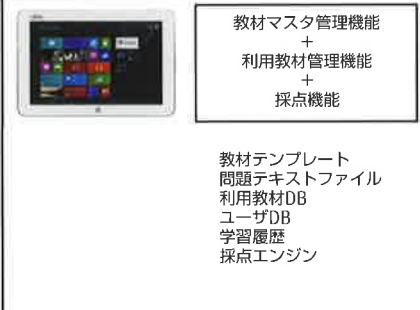 教材マスタ管理機能
+
利用教材管理機能
+
採点機能
教材テンプレート
問題テキストファイル
利用教材DB
ユーザDB
学習履歴
採点エンジン